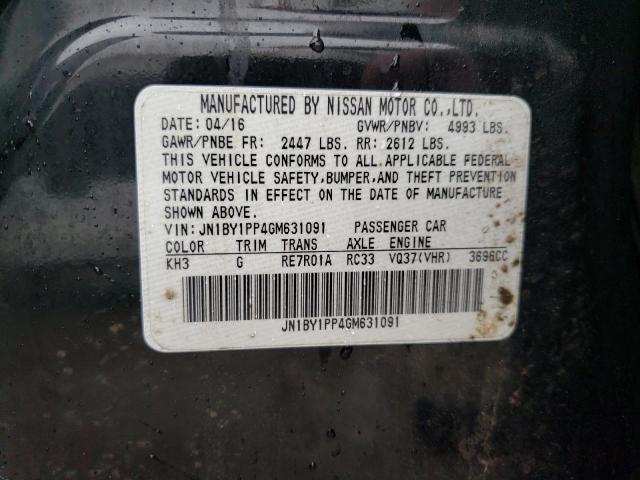 MANUFACTURED BY NISSAN MOTOR CO.,LTD.
DATE: 04/16 GVWR/PNBV: 4993 LBS.
GAWR/PNBE FR: 2447 LBS. RR: 2612 LBS.
THIS VEHICLE CONFORMS TO ALL APPLICABLE FEDERAL
MOTOR VEHICLE SAFETY,BUMPER,AND THEFT PREVENTION
STANDARDS IN EFFECT ON THE DATE OF MANUFACTURE
SHOWN ABOVE.
VIN: JN1BY1PP4GM631091 PASSENGER CAR
COLOR TRIM TRANS AXLE ENGINE
KH3 G RE7R01A RC33 VQ37(VHR) 3696CC
JN1BY1PP4GM631091